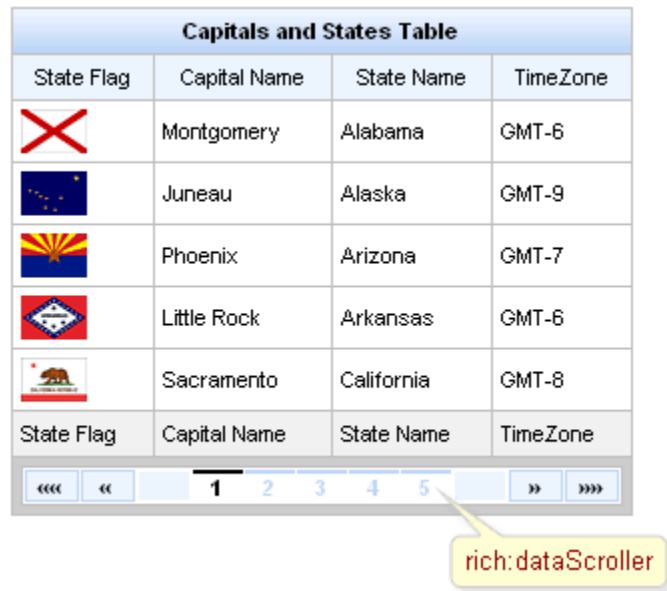 Capitals and States Table
State Flag Capital Name State Name TimeZone
Montgomery Alabama GMT-6
Juneau Alaska GMT-9
Phoenix Arizona GMT-7
Little Rock Arkansas GMT-6
Sacramento California GMT-8
State Flag Capital Name State Name TimeZone
«« « 1 2 3 4 5 » »»
rich:dataScroller